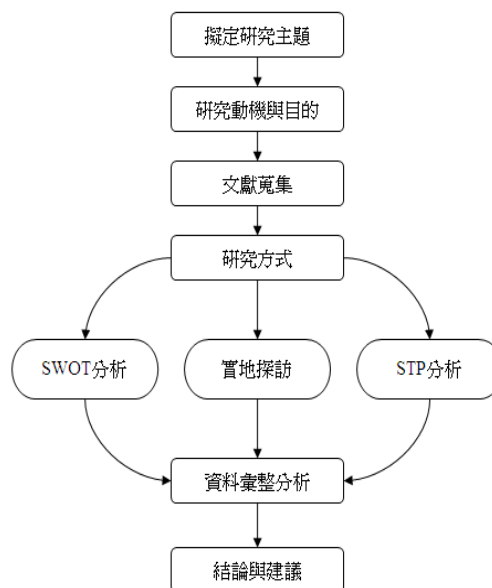 擬定研究主題
研究動機與目的
文獻蒐集
研究方式
SWOT分析
實地探訪
STP分析
資料彙整分析
結論與建議